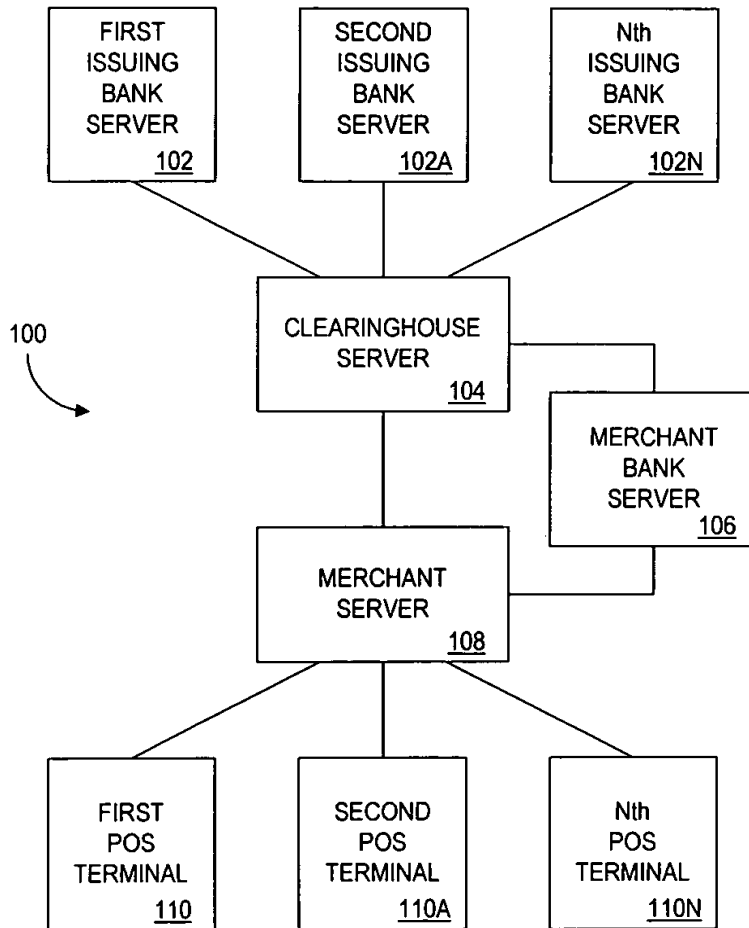 FIRST
ISSUING
BANK
SERVER
102
SECOND
ISSUING
BANK
SERVER
102A
Nth
ISSUING
BANK
SERVER
102N
100
CLEARINGHOUSE
SERVER
104
MERCHANT
BANK
SERVER
106
MERCHANT
SERVER
108
FIRST
POS
TERMINAL
110
SECOND
POS
TERMINAL
110A
Nth
POS
TERMINAL
110N